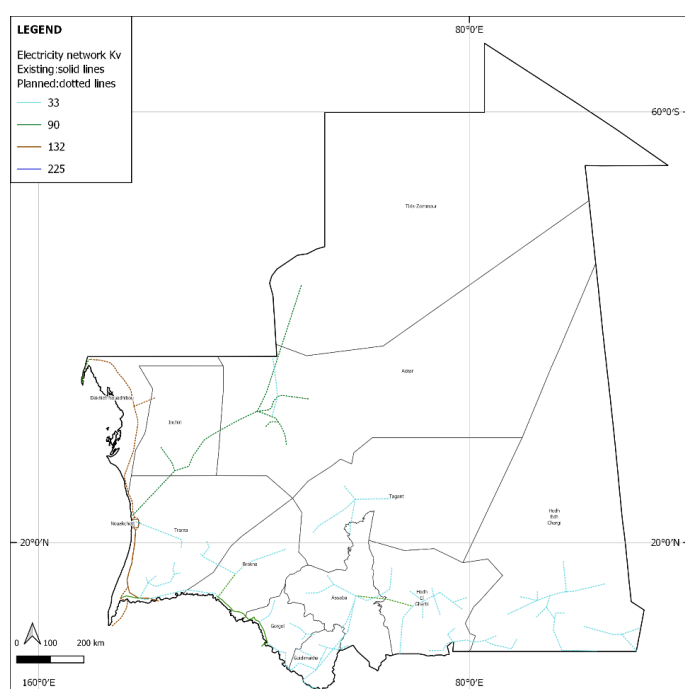 LEGEND
80°0'E
Electricity network Kv
Existing:solid lines
Planned:dotted lines
33
90
132
225
60°0'S
Tiris-Zemmour
Adrar
Inchiri
Tagant
Hodh
Ech
Chargi
Nouakchott
Trarza
20°0'N
20°0'N
Brakna
Assaba
Hodh
El
Gharbi
Gorgol
Guidimakha
0 100 200 km
160°0'E
80°0'E